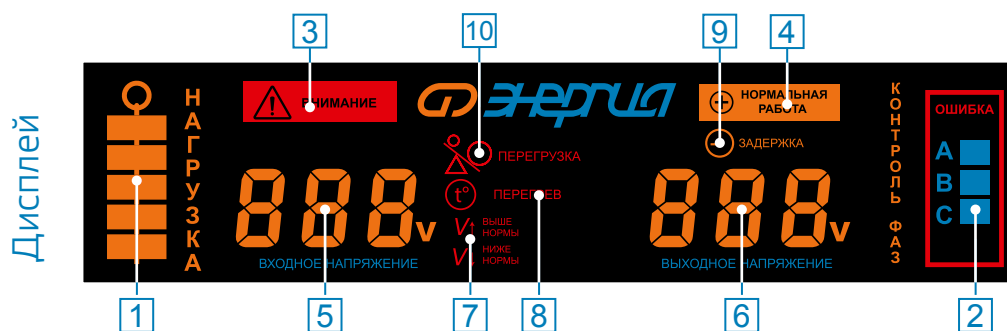 Дисплей
3
10
9
4
НАГРУЗКА
ВНИМАНИЕ
энергия
НОРМАЛЬНАЯ
РАБОТА
КОНТРОЛЬ ФАЗ
ОШИБКА
ПЕРЕГРУЗКА
ЗАДЕРЖКА
A
B
C
t°
ПЕРЕГРЕВ
888v
V↑ ВЫШЕ
НОРМЫ
V↓ НИЖЕ
НОРМЫ
888v
ВХОДНОЕ НАПРЯЖЕНИЕ
ВЫХОДНОЕ НАПРЯЖЕНИЕ
1
5
7
8
6
2